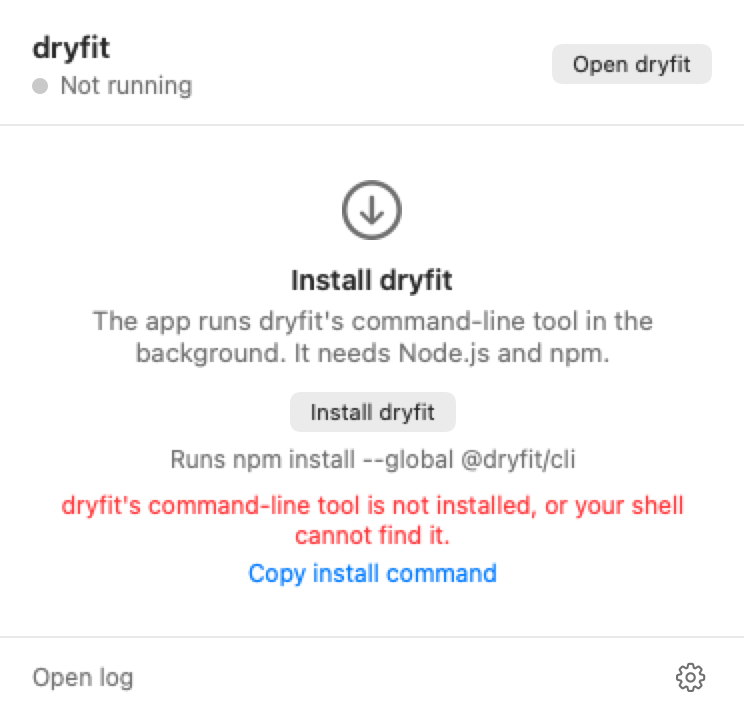 dryfit
Not running
Open dryfit
Install dryfit
The app runs dryfit's command-line tool in the
background. It needs Node.js and npm.
Install dryfit
Runs npm install --global @dryfit/cli
dryfit's command-line tool is not installed, or your shell
cannot find it.
Copy install command
Open log